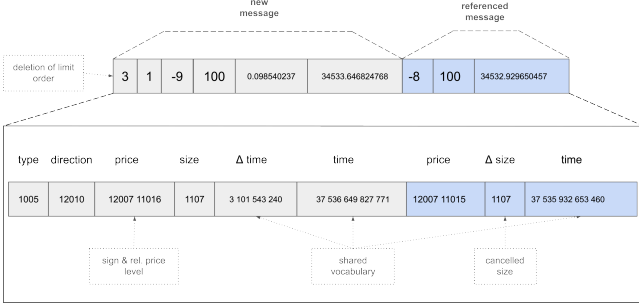 new
message
referenced
message
deletion of limit
order
3 1 -9 100 0.098540237 34533.646824768 -8 100 34532.929650457
type direction price size Δ time time price Δ size time
1005 12010 12007 11016 1107 3 101 543 240 37 536 649 827 771 12007 11015 1107 37 535 932 653 460
sign & rel. price
level
shared
vocabulary
cancelled
size